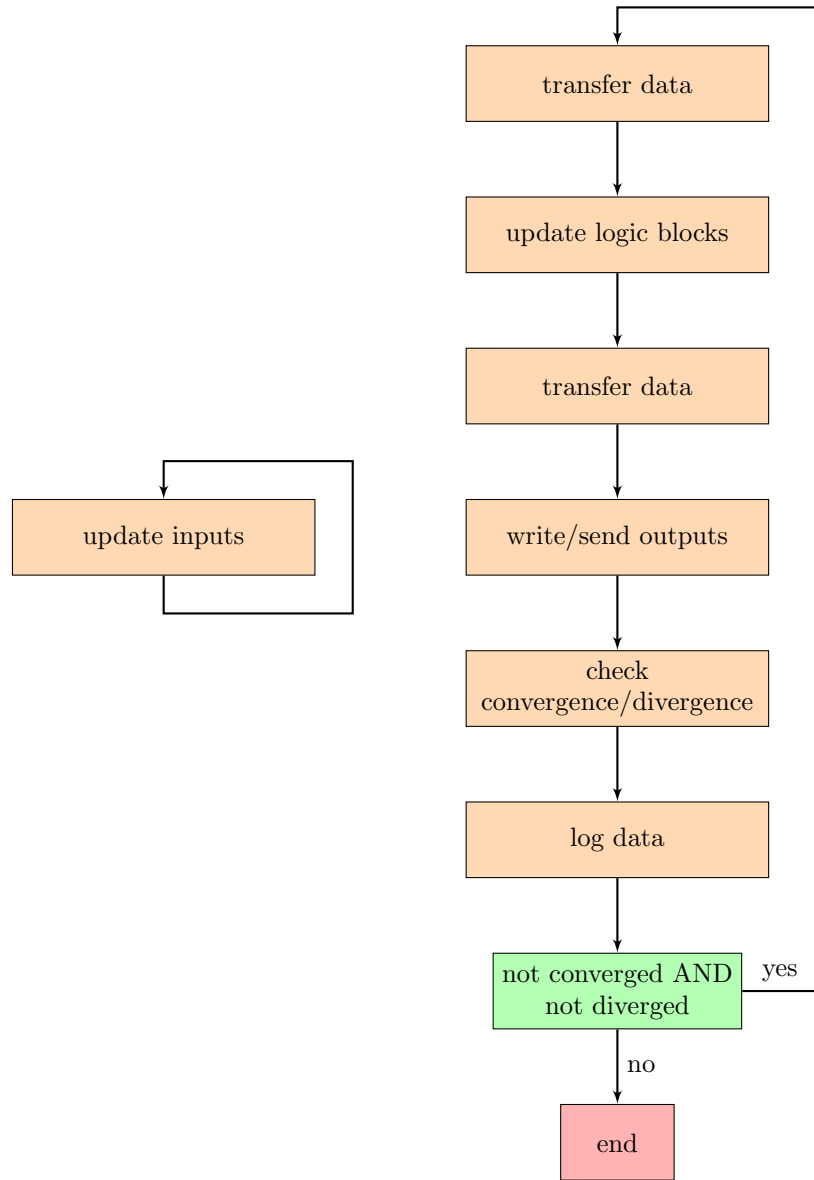 transfer data
update logic blocks
transfer data
update inputs
write/send outputs
check
convergence/divergence
log data
not converged AND
not diverged
yes
no
end